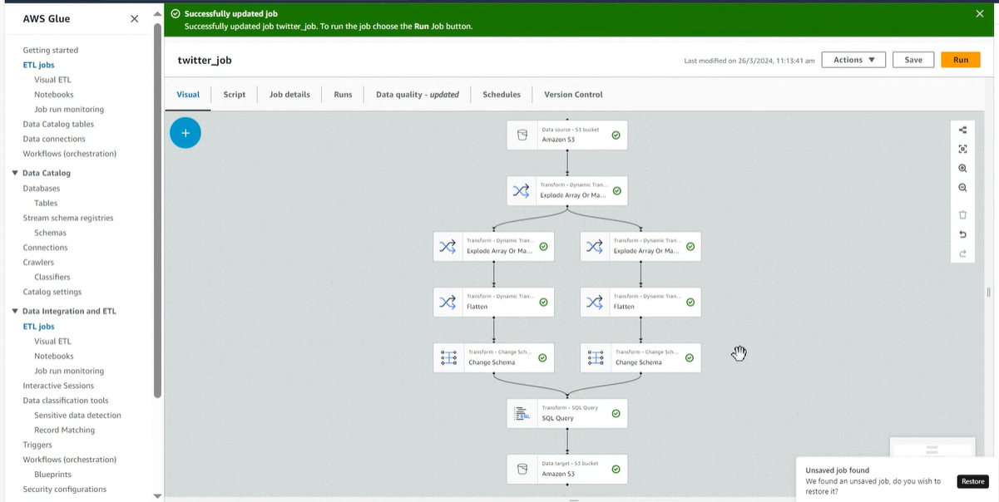 AWS Glue
Getting started
ETL jobs
Visual ETL
Notebooks
Job run monitoring
Data Catalog tables
Data connections
Workflows (orchestration)
Data Catalog
Databases
Tables
Stream schema registries
Schemas
Connections
Crawlers
Classifiers
Catalog settings
Data Integration and ETL
ETL jobs
Visual ETL
Notebooks
Job run monitoring
Interactive Sessions
Data classification tools
Sensitive data detection
Record Matching
Triggers
Workflows (orchestration)
Blueprints
Security configurations
Successfully updated job
Successfully updated job twitter_job. To run the job choose the Run Job button.
twitter_job
Last modified on 26/3/2024, 11:13:41 am
Actions
Save
Run
Visual
Script
Job details
Runs
Data quality - updated
Schedules
Version Control
Data source - S3 bucket
Amazon S3
Transform - Dynamic Tran...
Explode Array Or Ma...
Transform - Dynamic Tran...
Explode Array Or Ma...
Transform - Dynamic Tran...
Explode Array Or Ma...
Transform - Dynamic Tran...
Flatten
Transform - Dynamic Tran...
Flatten
Transform - Change Sch...
Change Schema
Transform - Change Sch...
Change Schema
Transform - SQL Query
SQL Query
SQL
Data target - S3 bucket
Amazon S3
Unsaved job found
We found an unsaved job, do you wish to
restore it?
Restore